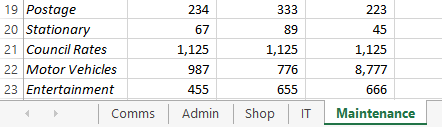 19 Postage 234 333 223
20 Stationary 67 89 45
21 Council Rates 1,125 1,125 1,125
22 Motor Vehicles 987 776 8,777
23 Entertainment 455 655 666
Comms Admin Shop IT Maintenance